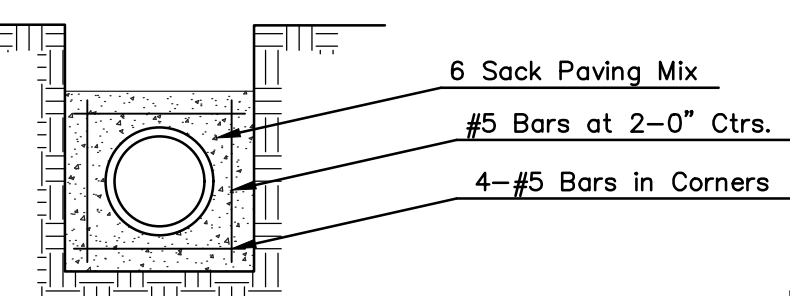 6 Sack Paving Mix
#5 Bars at 2-0" Ctrs.
4-#5 Bars in Corners